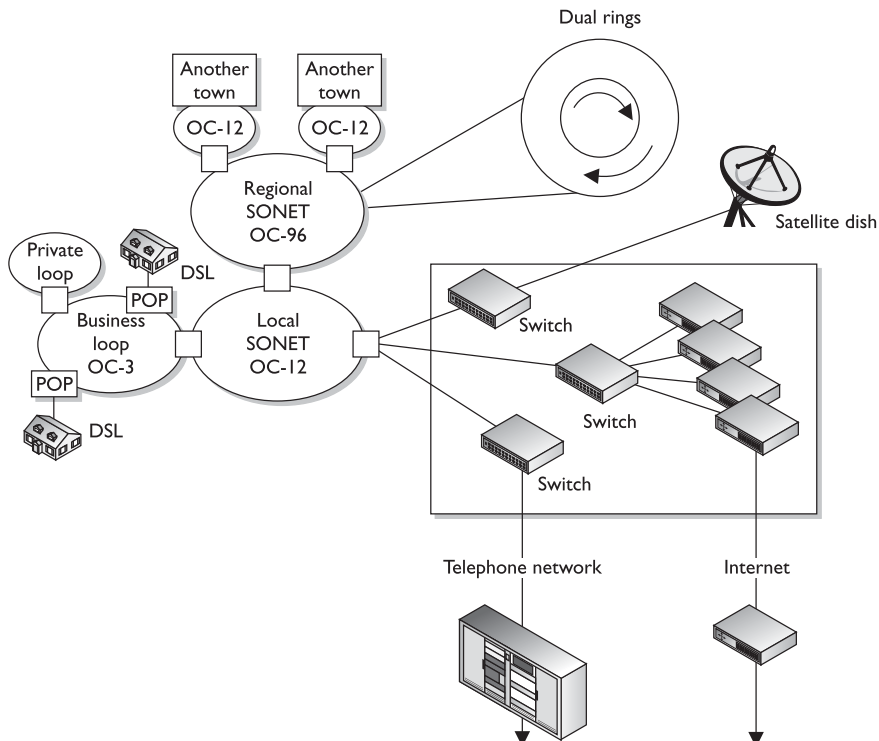 Dual rings
Another
town
Another
town
OC-12
OC-12
Regional
SONET
OC-96
Satellite dish
Private
loop
DSL
POP
Business
loop
OC-3
Local
SONET
OC-12
Switch
POP
DSL
Switch
Switch
Telephone network
Internet